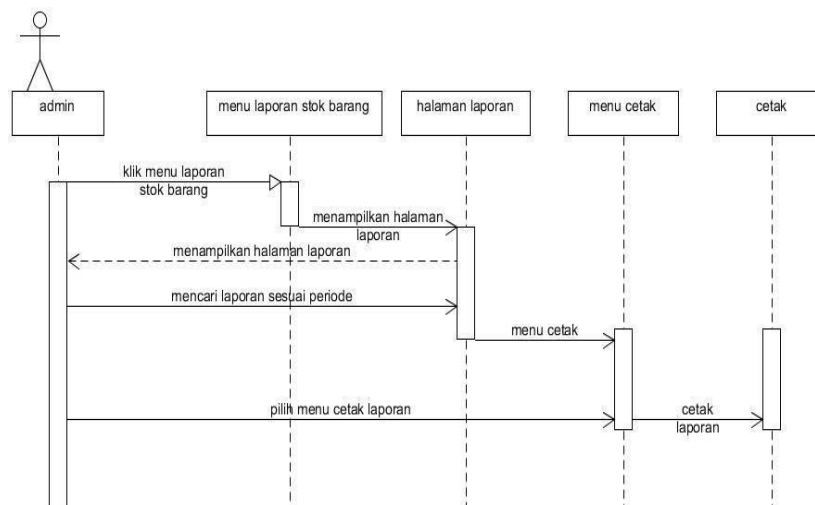 admin
menu laporan stok barang
halaman laporan
menu cetak
cetak
klik menu laporan
stok barang
menampilkan halaman
laporan
menampilkan halaman laporan
mencari laporan sesuai periode
menu cetak
pilih menu cetak laporan
cetak
laporan